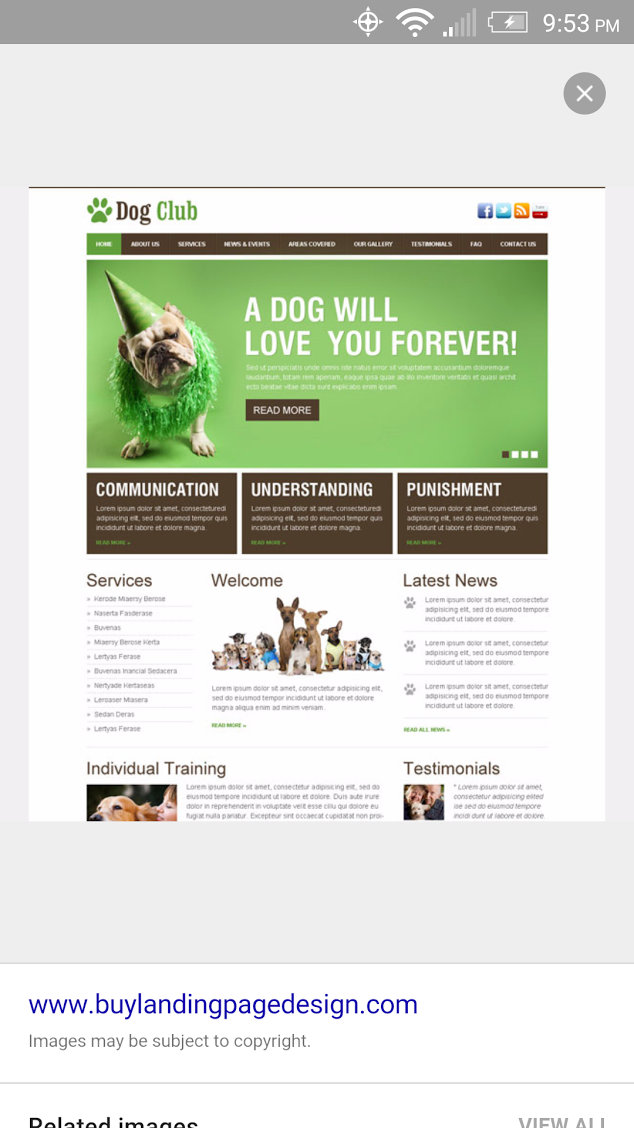 9:53 PM
Dog Club
HOME ABOUT US SERVICES NEWS & EVENTS AREAS COVERED OUR GALLERY TESTIMONIALS FAQ CONTACT US
A DOG WILL
LOVE YOU FOREVER!
Sed ut perspiciatis unde omnis iste natus error sit voluptatem accusantium doloremque
laudantium, totam rem aperiam, eaque ipsa quae ab illo inventore veritatis et quasi archit
ecto beatae vitae dicta sunt explicabo enim ipsam.
READ MORE
COMMUNICATION
Lorem ipsum dolor sit amet, consecteturedi
adipisicing elit, sed do eiusmod tempor quis
incididunt ut labore et dolore magna.
READ MORE »
UNDERSTANDING
Lorem ipsum dolor sit amet, consecteturedi
adipisicing elit, sed do eiusmod tempor quis
incididunt ut labore et dolore magna.
READ MORE »
PUNISHMENT
Lorem ipsum dolor sit amet, consecteturedi
adipisicing elit, sed do eiusmod tempor quis
incididunt ut labore et dolore magna.
READ MORE »
Services
» Kerode Miaersy Berose
» Naserta Fasderase
» Buvenas
» Miaersy Berose Kerta
» Lertyas Ferase
» Buvenas Inancial Sedacera
» Nertyade Kertaseas
» Leroaser Miasera
» Sedan Deras
» Lertyas Ferase
Welcome
Lorem ipsum dolor sit amet, consectetur adipisicing elit,
sed do eiusmod tempor incididunt ut labore et dolore
magna aliqua enim ad minim veniam.
READ MORE »
Latest News
Lorem ipsum dolor sit amet, consectetur
adipisicing elit, sed do eiusmod tempore
incididunt ut labore et dolore.
Lorem ipsum dolor sit amet, consectetur
adipisicing elit, sed do eiusmod tempore
incididunt ut labore et dolore.
Lorem ipsum dolor sit amet, consectetur
adipisicing elit, sed do eiusmod tempore
incididunt ut labore et dolore.
READ ALL NEWS »
Individual Training
Lorem ipsum dolor sit amet, consectetur adipisicing elit, sed do
eiusmod tempore incididunt ut labore et dolore. Duis aute irure
dolor in reprehenderit in voluptate velit esse cillu qui dolore eu
fugiat nulla pariatur. Excepteur sint occaecat cupidatat non proi-
Testimonials
" Lorem ipsum dolor sit amet,
consectetur adipisicing elited
ise sed do eiusmod tempore
incidi dunt ut labore et dolore.
www.buylandingpagedesign.com
Images may be subject to copyright.
Related images
VIEW ALL